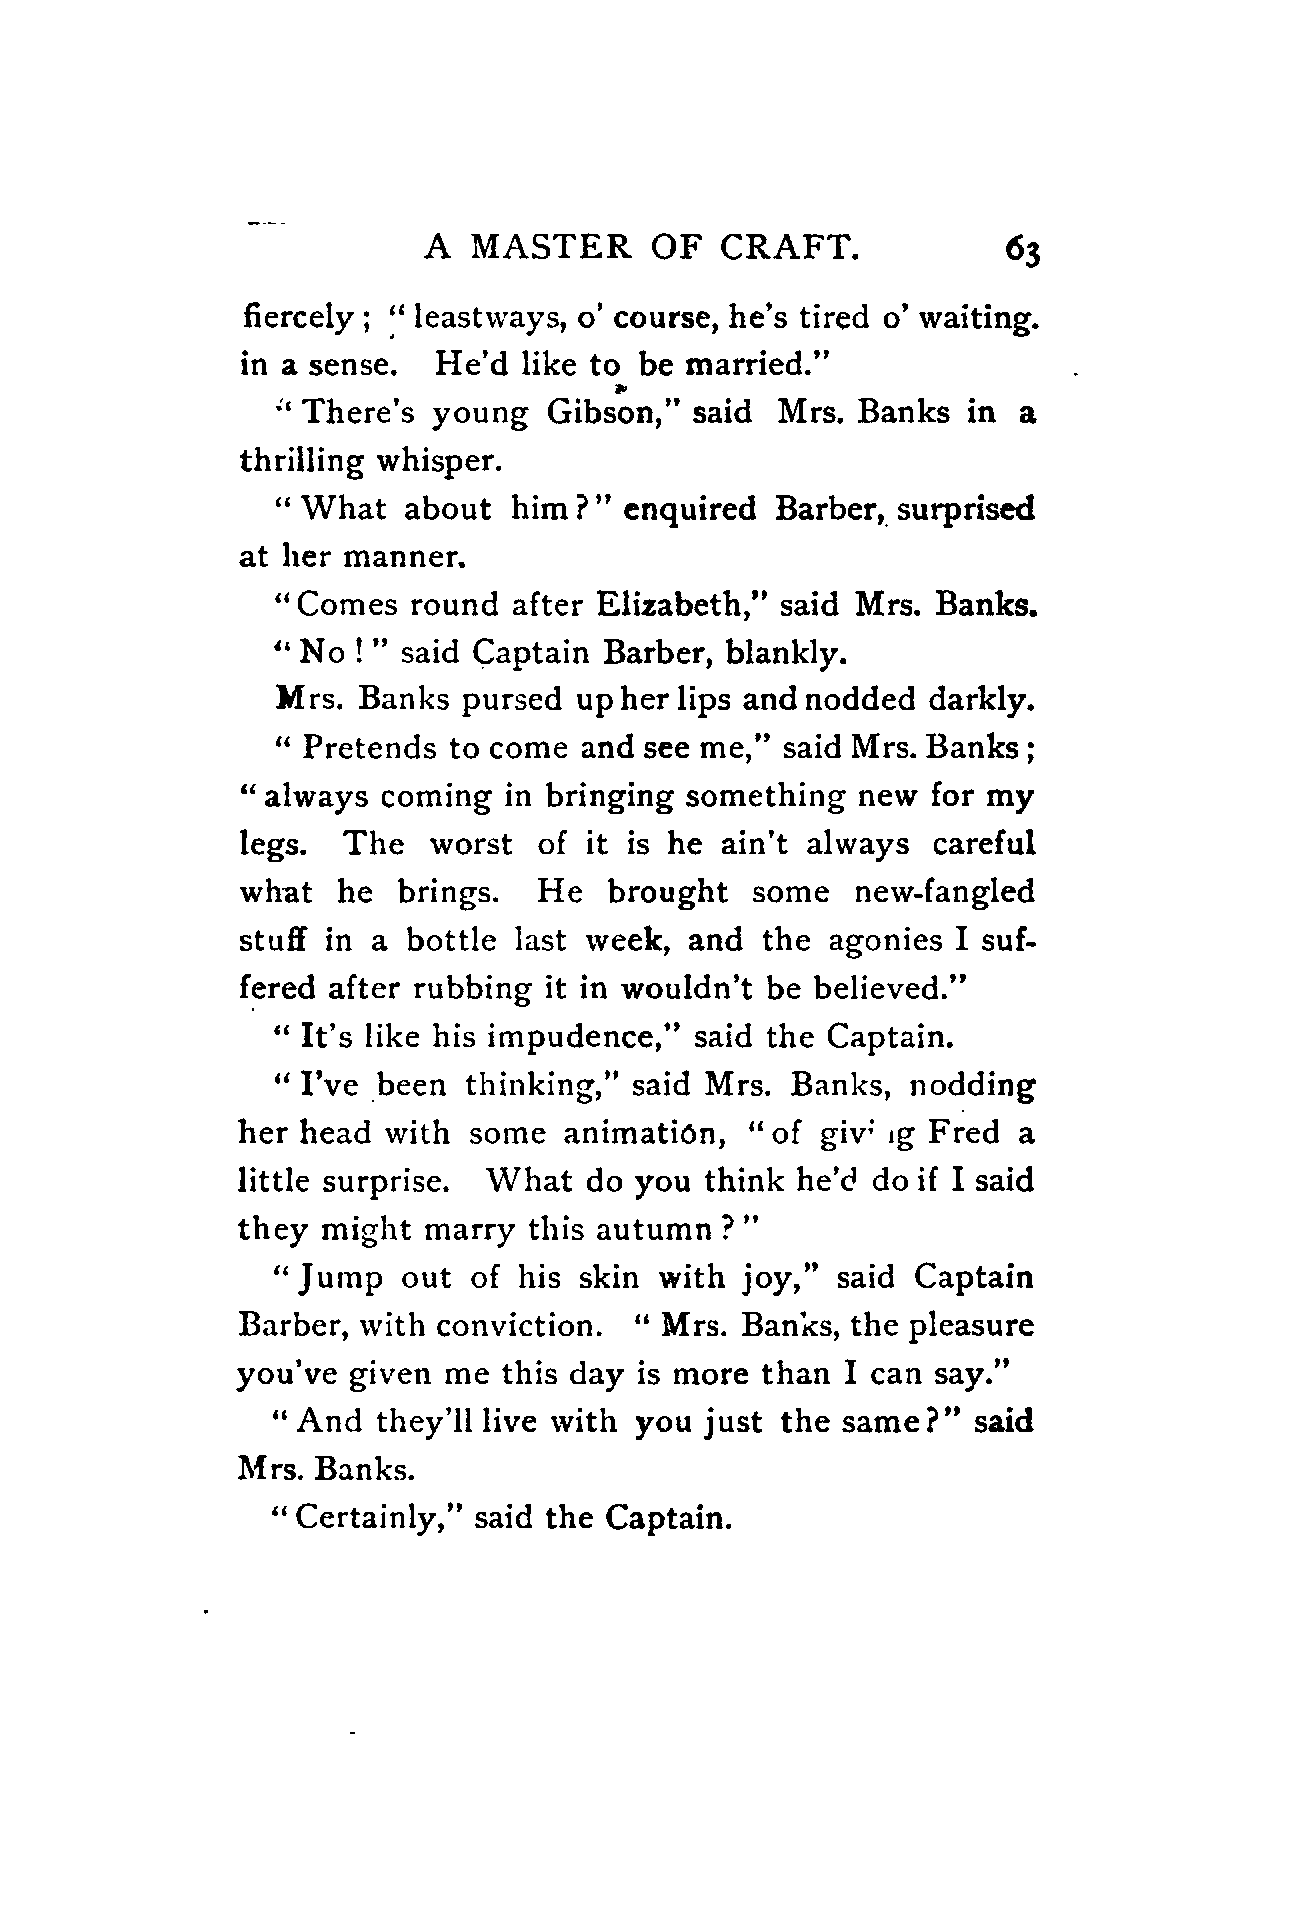 A MASTER OF CRAFT. 63
fiercely ; " leastways, o' course, he's tired o' waiting.
in a sense. He'd like to be married."
" There's young Gibson," said Mrs. Banks in a
thrilling whisper.
" What about him ? " enquired Barber, surprised
at her manner.
" Comes round after Elizabeth," said Mrs. Banks.
" No ! " said Captain Barber, blankly.
Mrs. Banks pursed up her lips and nodded darkly.
" Pretends to come and see me," said Mrs. Banks ;
" always coming in bringing something new for my
legs. The worst of it is he ain't always careful
what he brings. He brought some new-fangled
stuff in a bottle last week, and the agonies I suf-
fered after rubbing it in wouldn't be believed."
" It's like his impudence," said the Captain.
" I've been thinking," said Mrs. Banks, nodding
her head with some animation, " of giving Fred a
little surprise. What do you think he'd do if I said
they might marry this autumn ? "
" Jump out of his skin with joy," said Captain
Barber, with conviction. " Mrs. Banks, the pleasure
you've given me this day is more than I can say."
" And they'll live with you just the same ? " said
Mrs. Banks.
" Certainly," said the Captain.